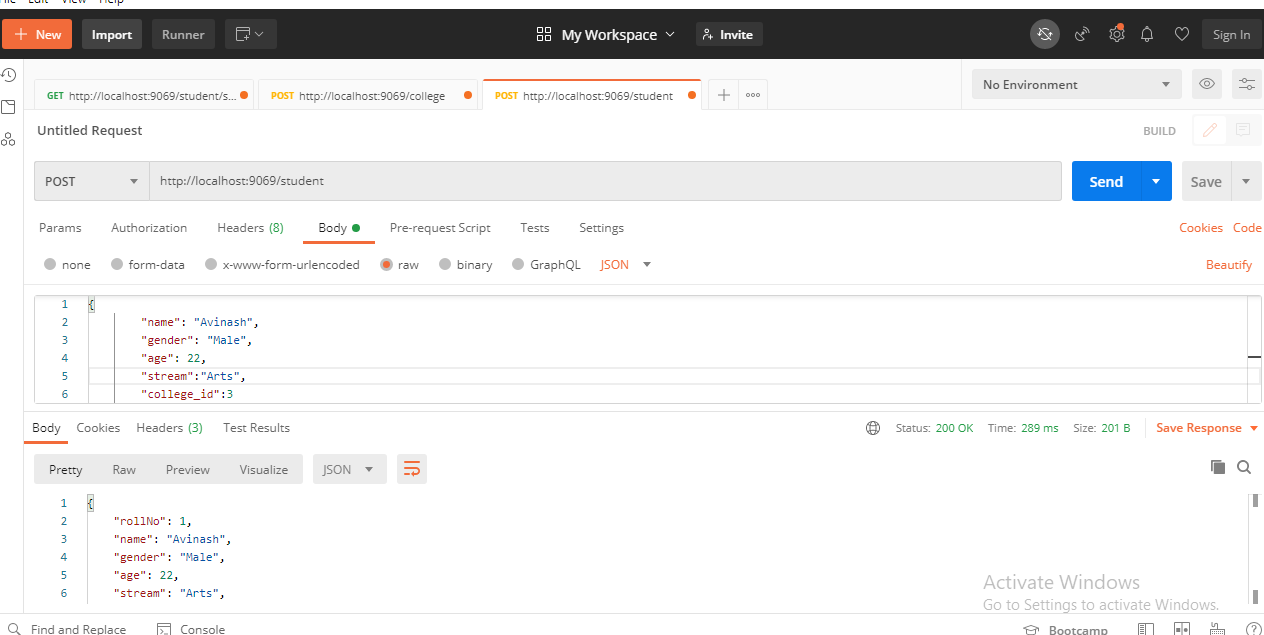 File Edit View Help
New Import Runner My Workspace Invite Sign In
GET http://localhost:9069/student/s... POST http://localhost:9069/college POST http://localhost:9069/student No Environment
Untitled Request BUILD
POST http://localhost:9069/student Send Save
Params Authorization Headers (8) Body Pre-request Script Tests Settings Cookies Code
none form-data x-www-form-urlencoded raw binary GraphQL JSON Beautify
1 {
2 "name": "Avinash",
3 "gender": "Male",
4 "age": 22,
5 "stream":"Arts",
6 "college_id":3
Body Cookies Headers (3) Test Results Status: 200 OK Time: 289 ms Size: 201 B Save Response
Pretty Raw Preview Visualize JSON
1 {
2 "rollNo": 1,
3 "name": "Avinash",
4 "gender": "Male",
5 "age": 22,
6 "stream": "Arts",
Activate Windows
Go to Settings to activate Windows.
Find and Replace Console Bootcamp